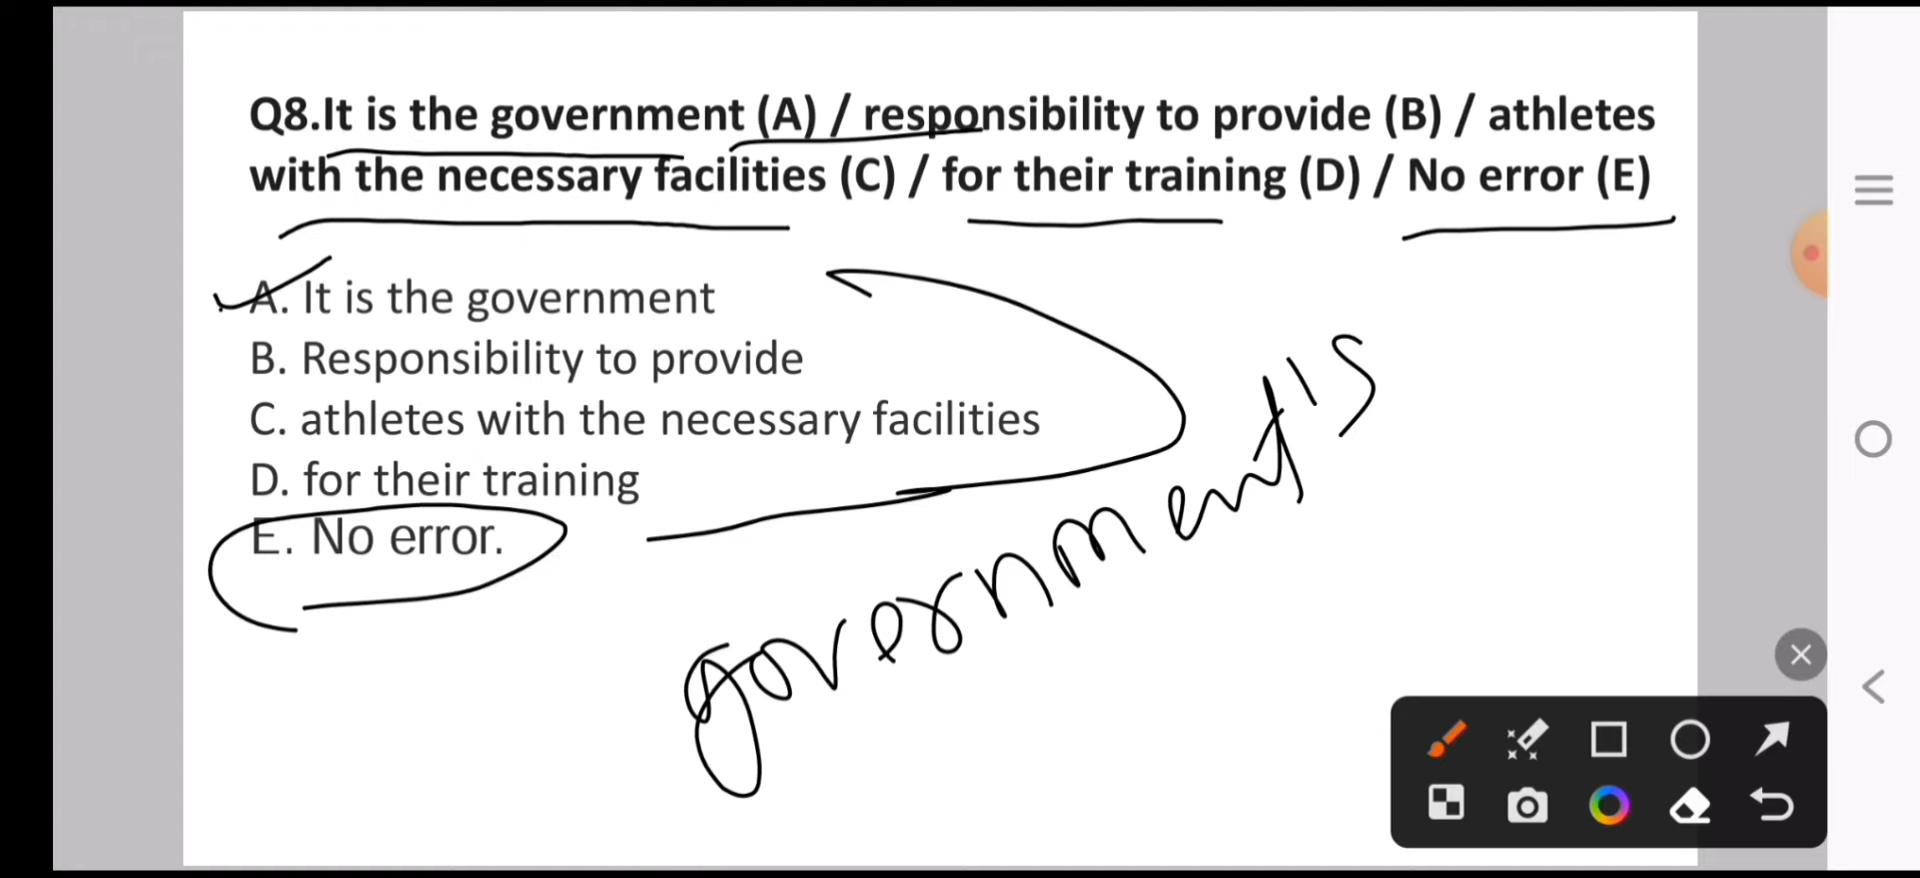 Q8.It is the government (A) / responsibility to provide (B) / athletes
with the necessary facilities (C) / for their training (D) / No error (E)
A. It is the government
B. Responsibility to provide
C. athletes with the necessary facilities
D. for their training
E. No error.
government's